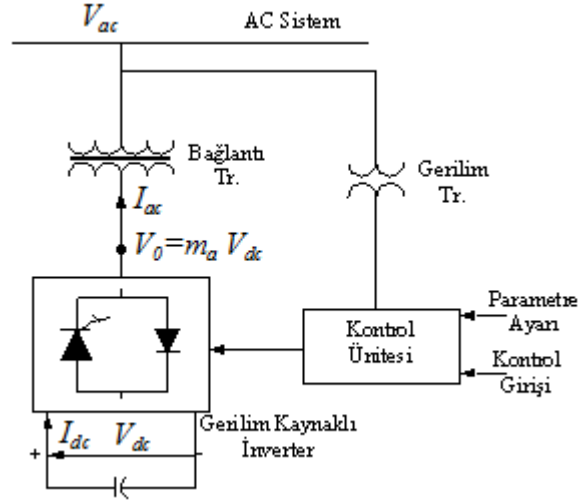 V_ac
AC Sistem
Bağlantı
Tr.
Gerilim
Tr.
I_ac
V_0=m_a V_dc
Parametre
Ayarı
Kontrol
Ünitesi
Kontrol
Girişi
Gerilim Kaynaklı
İnverter
I_dc V_dc
+ -